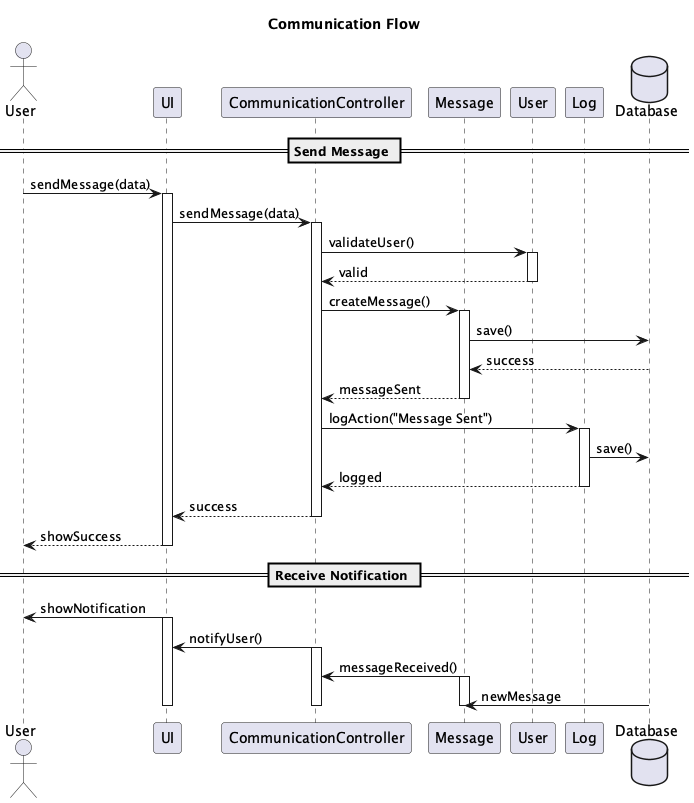 Communication Flow
User
UI
CommunicationController
Message
User
Log
Database
Send Message
sendMessage(data)
sendMessage(data)
validateUser()
valid
createMessage()
save()
success
messageSent
logAction("Message Sent")
save()
logged
success
showSuccess
Receive Notification
showNotification
notifyUser()
messageReceived()
newMessage
User
UI
CommunicationController
Message
User
Log
Database